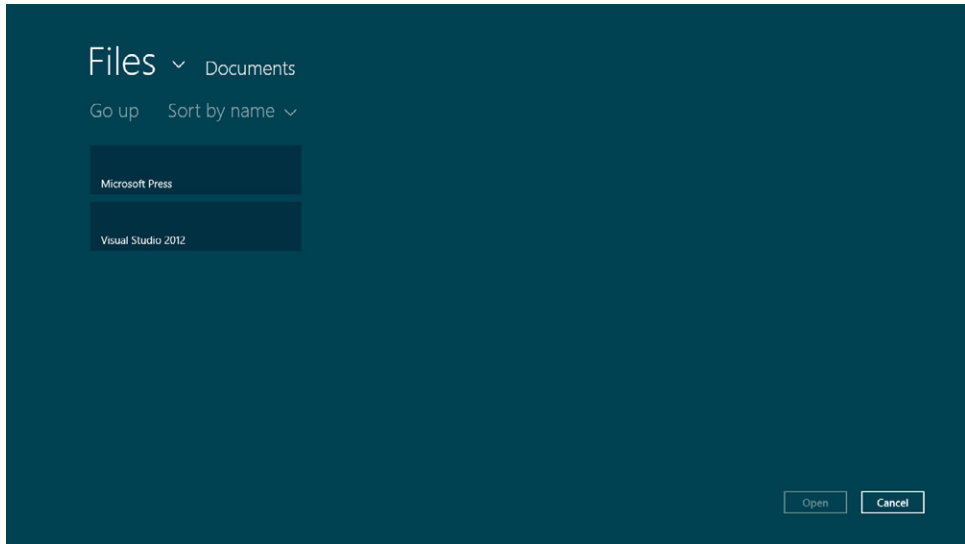 Files Documents
Go up Sort by name
Microsoft Press
Visual Studio 2012
Open Cancel